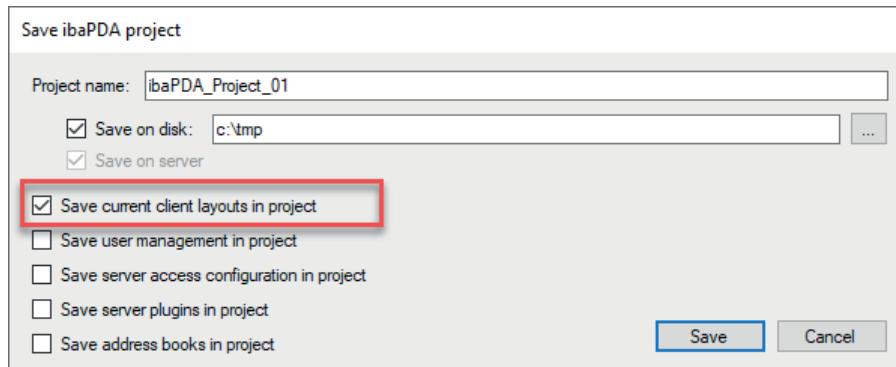 Save ibaPDA project
Project name: ibaPDA_Project_01
Save on disk: c:\tmp ...
Save on server
Save current client layouts in project
Save user management in project
Save server access configuration in project
Save server plugins in project
Save address books in project
Save Cancel